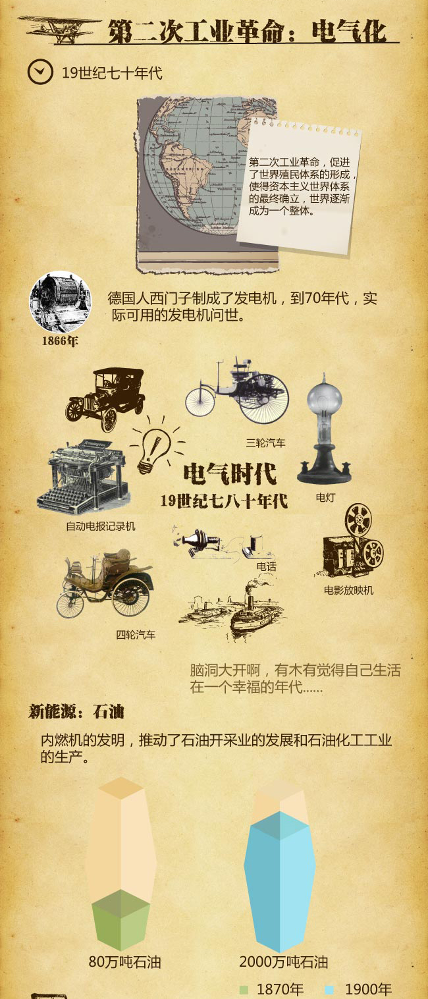 第二次工业革命：电气化
19世纪七十年代
第二次工业革命，促进
了世界殖民体系的形成，
使得资本主义世界体系
的最终确立，世界逐渐
成为一个整体。
SÜDAMERIKA
德国人西门子制成了发电机，到70年代，实
际可用的发电机问世。
1866年
三轮汽车
Remington
电气时代
19世纪七八十年代
电灯
自动电报记录机
电话
电影放映机
四轮汽车
脑洞大开啊，有木有觉得自己生活
在一个幸福的年代......
新能源：石油
内燃机的发明，推动了石油开采业的发展和石油化工工业
的生产。
80万吨石油
2000万吨石油
1870年
1900年